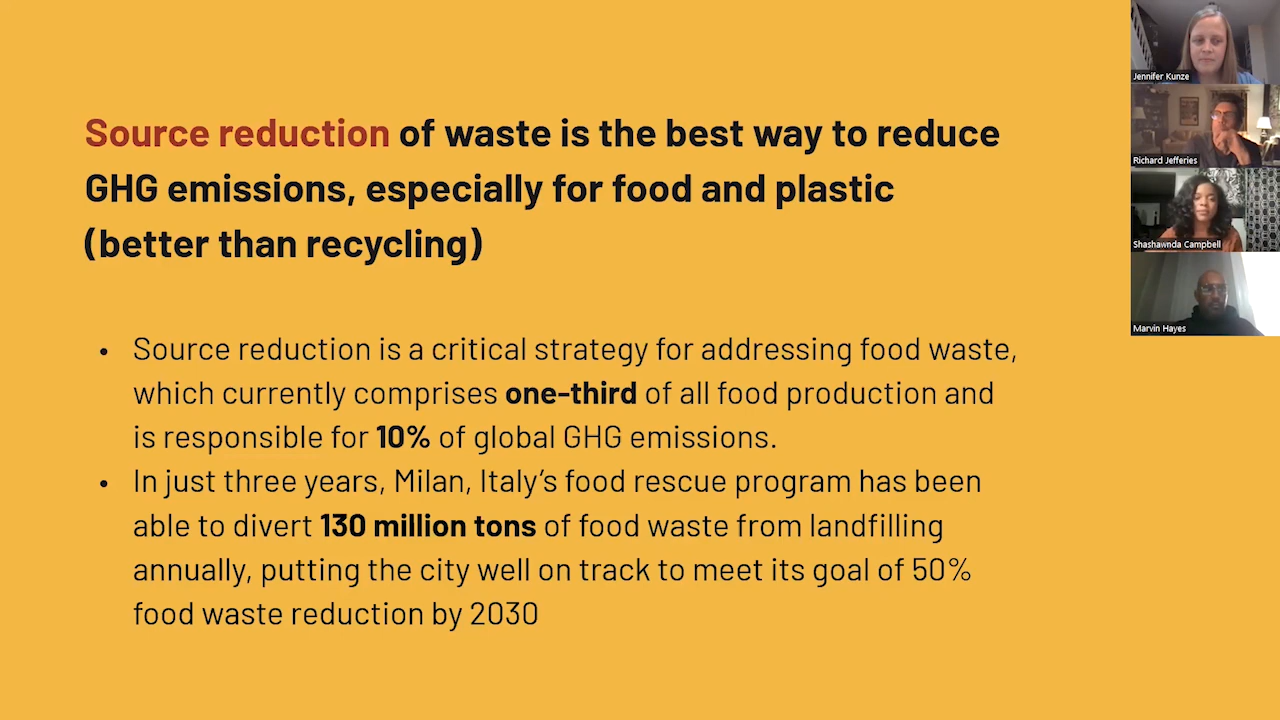 Source reduction of waste is the best way to reduce
GHG emissions, especially for food and plastic
(better than recycling)
• Source reduction is a critical strategy for addressing food waste,
which currently comprises one-third of all food production and
is responsible for 10% of global GHG emissions.
• In just three years, Milan, Italy's food rescue program has been
able to divert 130 million tons of food waste from landfilling
annually, putting the city well on track to meet its goal of 50%
food waste reduction by 2030
Jennifer Kunze
Richard Jefferies
Shashawnda Campbell
Marvin Hayes